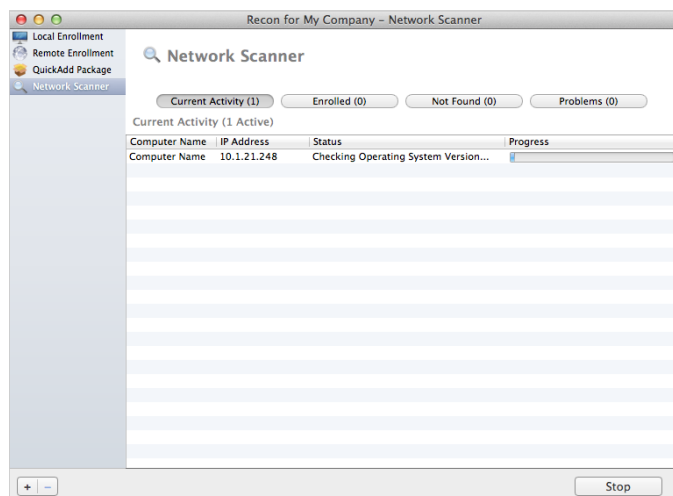 Recon for My Company – Network Scanner
Local Enrollment
Remote Enrollment
QuickAdd Package
Network Scanner
Network Scanner
Current Activity (1) Enrolled (0) Not Found (0) Problems (0)
Current Activity (1 Active)
Computer Name IP Address Status Progress
Computer Name 10.1.21.248 Checking Operating System Version...
+ – Stop